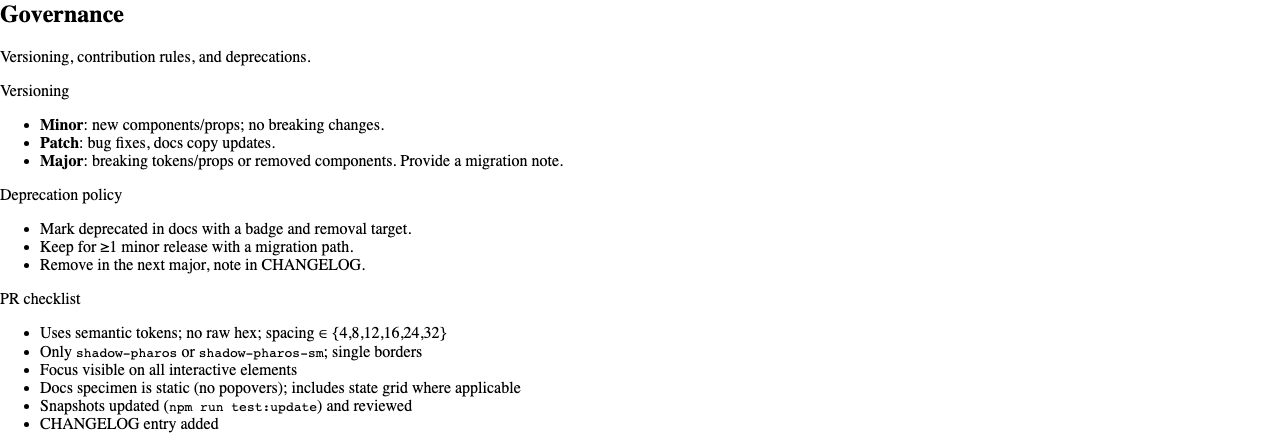 Governance
Versioning, contribution rules, and deprecations.
Versioning
• Minor: new components/props; no breaking changes.
• Patch: bug fixes, docs copy updates.
• Major: breaking tokens/props or removed components. Provide a migration note.
Deprecation policy
• Mark deprecated in docs with a badge and removal target.
• Keep for ≥1 minor release with a migration path.
• Remove in the next major, note in CHANGELOG.
PR checklist
• Uses semantic tokens; no raw hex; spacing ∈ {4,8,12,16,24,32}
• Only shadow-pharos or shadow-pharos-sm; single borders
• Focus visible on all interactive elements
• Docs specimen is static (no popovers); includes state grid where applicable
• Snapshots updated (npm run test:update) and reviewed
• CHANGELOG entry added